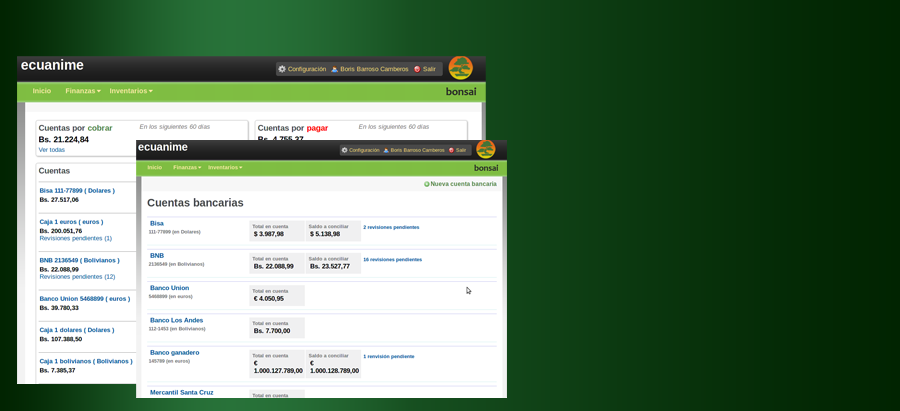 ecuanime
Configuración Boris Barroso Camberos Salir
Inicio Finanzas Inventarios
bonsai
Cuentas por cobrar En los siguientes 60 dias
Bs. 21.224,84
Ver todas
Cuentas por pagar En los siguientes 60 dias
Bs. 4.755,37
Cuentas
Bisa 111-77899 ( Dolares )
Bs. 27.517,06
Caja 1 euros ( euros )
Bs. 200.051,76
Revisiones pendientes (1)
BNB 2136549 ( Bolivianos )
Bs. 22.088,99
Revisiones pendientes (12)
Banco Union 5468899 ( euros )
Bs. 39.780,33
Caja 1 dolares ( Dolares )
Bs. 107.388,50
Caja 1 bolivianos ( Bolivianos )
Bs. 7.385,37
ecuanime
Configuración Boris Barroso Camberos Salir
Inicio Finanzas Inventarios
bonsai
Nueva cuenta bancaria
Cuentas bancarias
Bisa
111-77899 (en Dolares)
Total en cuenta
$ 3.987,98
Saldo a conciliar
$ 5.138,98
2 revisiones pendientes
BNB
2136549 (en Bolivianos)
Total en cuenta
Bs. 22.088,99
Saldo a conciliar
Bs. 23.527,77
16 revisiones pendientes
Banco Union
5468899 (en euros)
Total en cuenta
€ 4.050,95
Banco Los Andes
112-1453 (en Bolivianos)
Total en cuenta
Bs. 7.700,00
Banco ganadero
145769 (en euros)
Total en cuenta
€
1.000.127.789,00
Saldo a conciliar
€
1.000.128.789,00
1 renvisión pendiente
Mercantil Santa Cruz
Total en cuenta